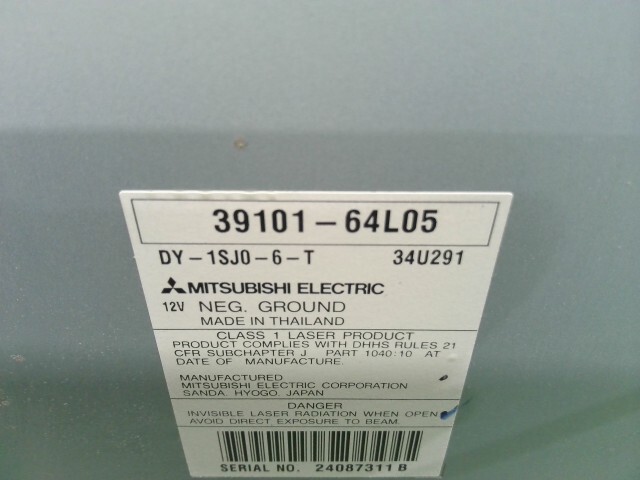 39101-64L05
DY-1SJ0-6-T 34U291
MITSUBISHI ELECTRIC
12V NEG. GROUND
MADE IN THAILAND
CLASS 1 LASER PRODUCT
PRODUCT COMPLIES WITH DHHS RULES 21
CFR SUBCHAPTER J, PART 1040:10 AT
DATE OF MANUFACTURE.
MANUFACTURED
MITSUBISHI ELECTRIC CORPORATION
SANDA, HYOGO, JAPAN
DANGER
INVISIBLE LASER RADIATION WHEN OPEN
AVOID DIRECT EXPOSURE TO BEAM.
SERIAL NO. 24087311B